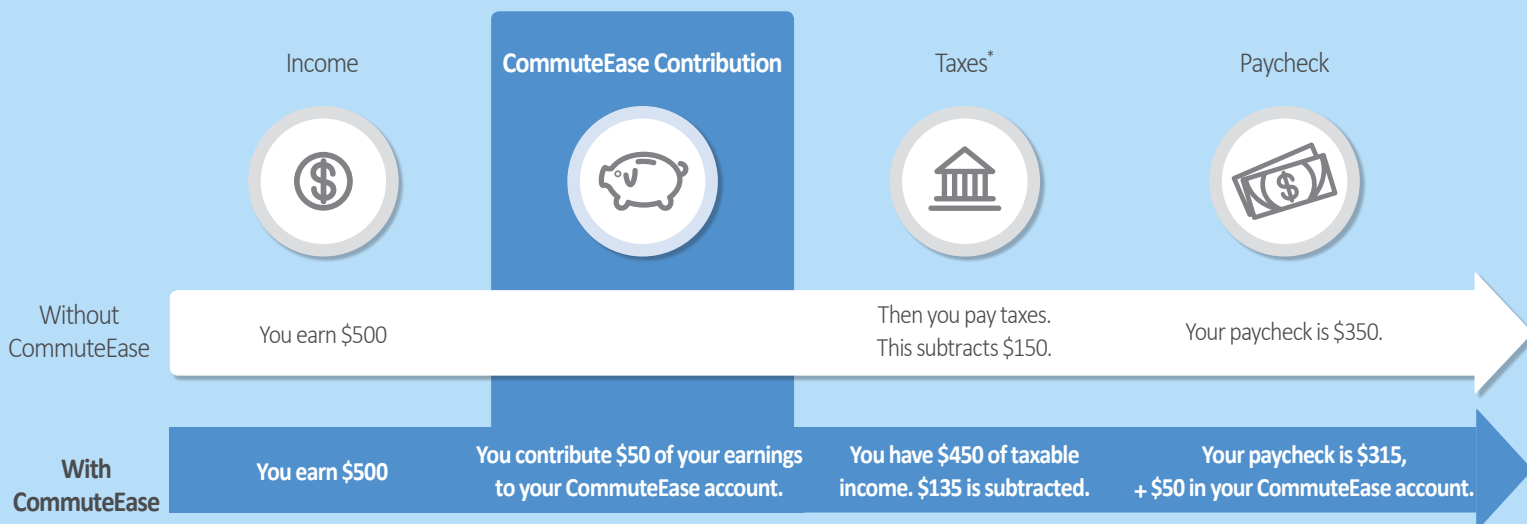 Income
CommuteEase Contribution
Taxes*
Paycheck
$
$
Without
CommuteEase
You earn $500
Then you pay taxes.
This subtracts $150.
Your paycheck is $350.
With
CommuteEase
You earn $500
You contribute $50 of your earnings
to your CommuteEase account.
You have $450 of taxable
income. $135 is subtracted.
Your paycheck is $315,
+ $50 in your CommuteEase account.